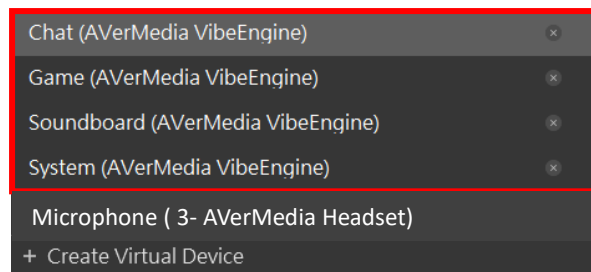 Chat (AVerMedia VibeEngine)
Game (AVerMedia VibeEngine)
Soundboard (AVerMedia VibeEngine)
System (AVerMedia VibeEngine)
Microphone ( 3- AVerMedia Headset)
+ Create Virtual Device